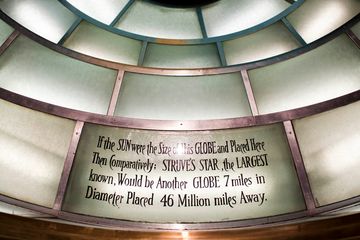 If the SUN were the Size of this GLOBE and Placed Here
Then Comparatively; STRUVE'S STAR, the LARGEST
known, Would be Another GLOBE 7 miles in
Diameter Placed 46 Million miles Away.